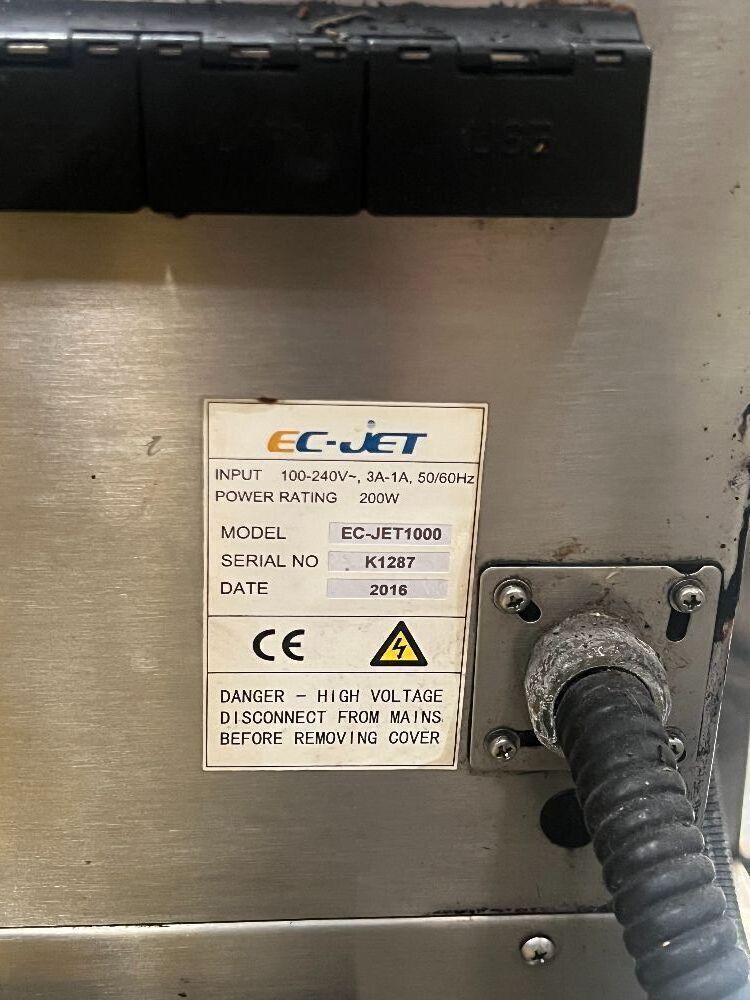 USB
EC-JET
INPUT 100-240V~, 3A-1A, 50/60Hz
POWER RATING 200W
MODEL EC-JET1000
SERIAL NO K1287
DATE 2016
CE
DANGER - HIGH VOLTAGE
DISCONNECT FROM MAINS
BEFORE REMOVING COVER